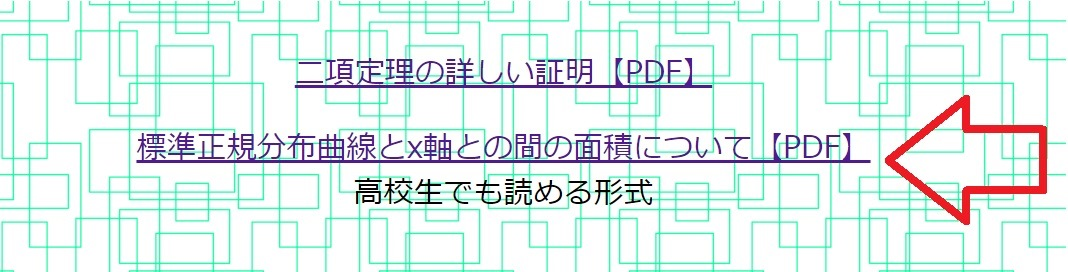 二項定理の詳しい証明【PDF】
標準正規分布曲線とx軸との間の面積について【PDF】
高校生でも読める形式